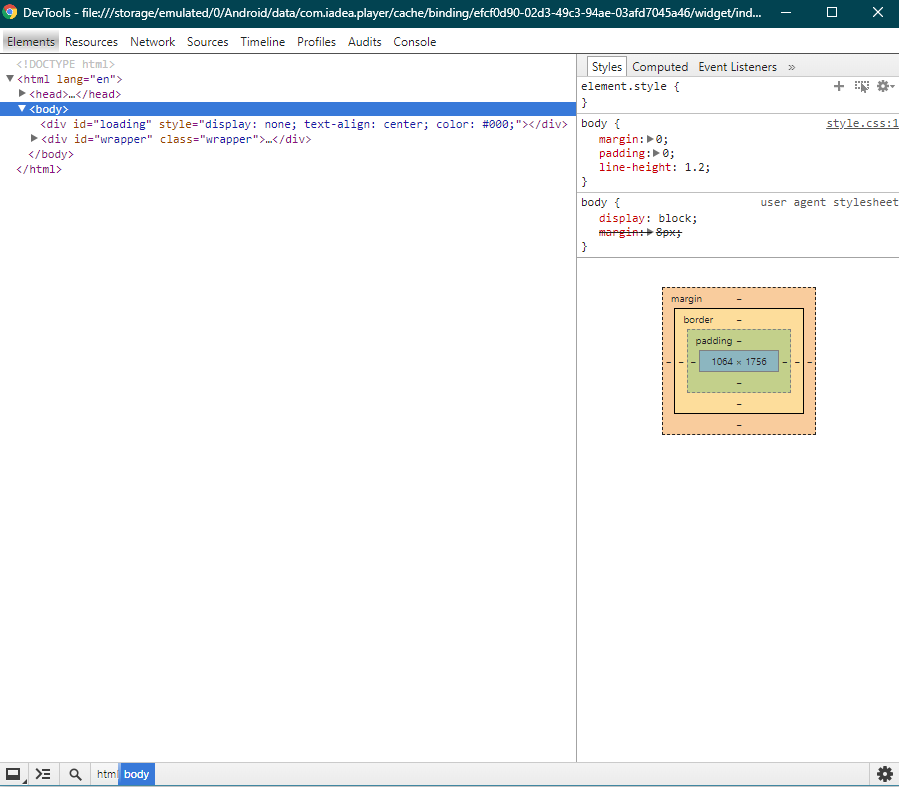 DevTools - file:///storage/emulated/0/Android/data/com.iadea.player/cache/binding/efcf0d90-02d3-49c3-94ae-03afd7045a46/widget/ind...
Elements Resources Network Sources Timeline Profiles Audits Console
<!DOCTYPE html>
▼<html lang="en">
▶<head>…</head>
▼<body>
<div id="loading" style="display: none; text-align: center; color: #000;"></div>
▶<div id="wrapper" class="wrapper">…</div>
</body>
</html>
Styles Computed Event Listeners »
element.style {
}
body { style.css:1
margin:▶0;
padding:▶0;
line-height: 1.2;
}
body { user agent stylesheet
display: block;
margin:▶8px;
}
margin –
border –
padding –
– – – 1064 × 1756 – – –
–
–
–
html body